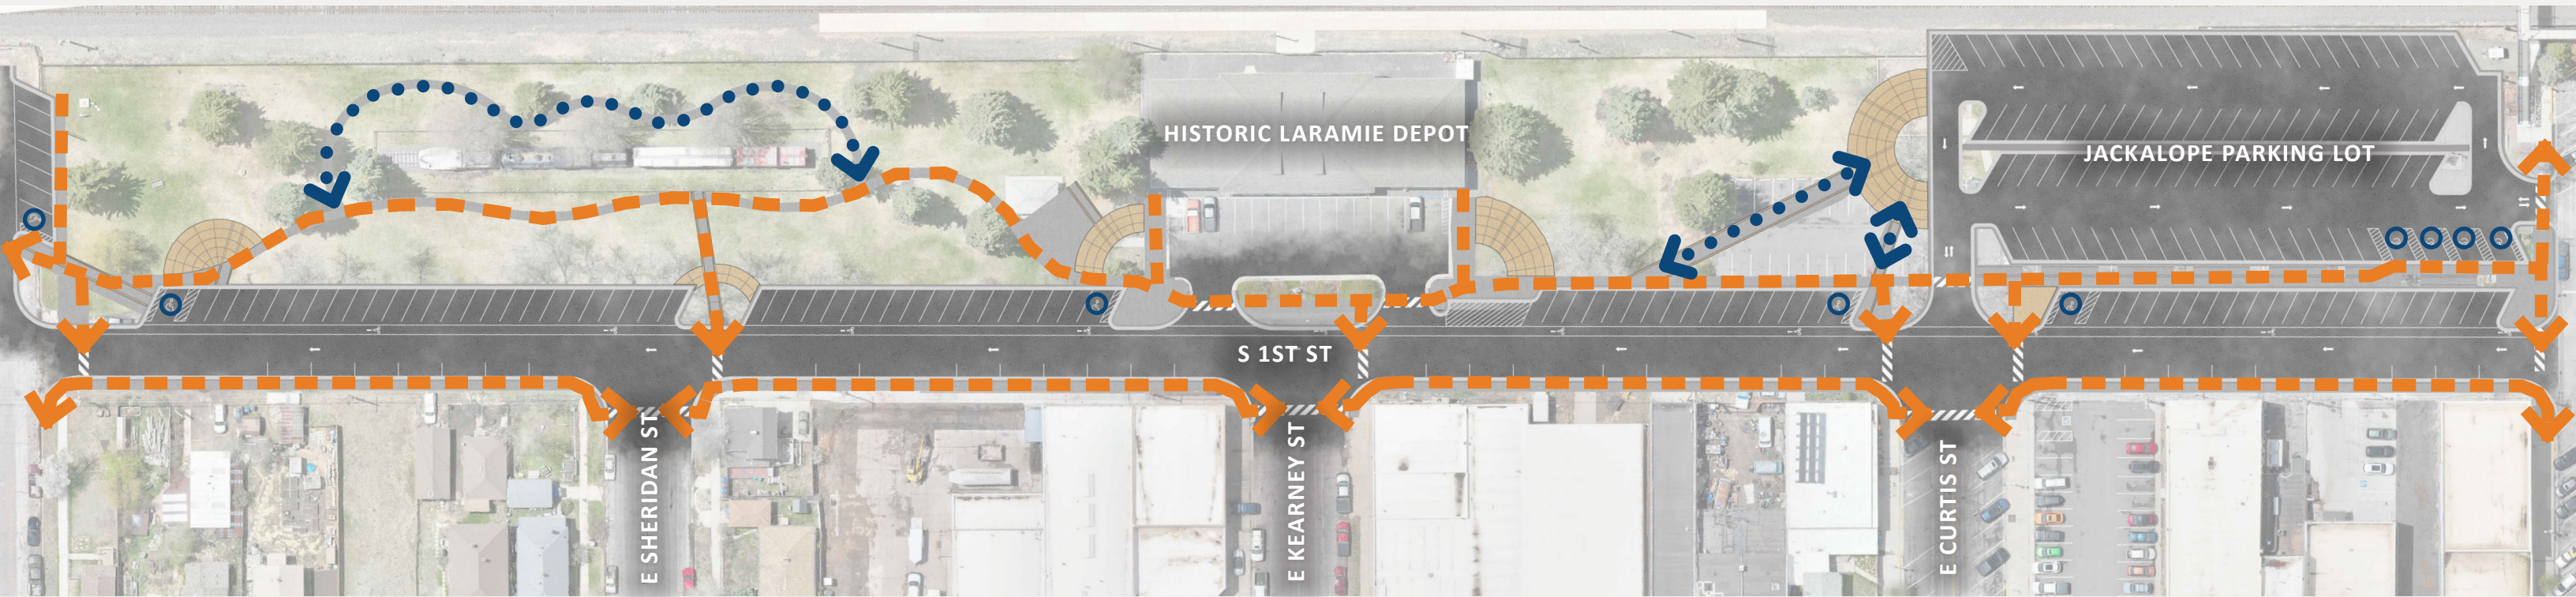 HISTORIC LARAMIE DEPOT
JACKALOPE PARKING LOT
S 1ST ST
E SHERIDAN ST
E KEARNEY ST
E CURTIS ST